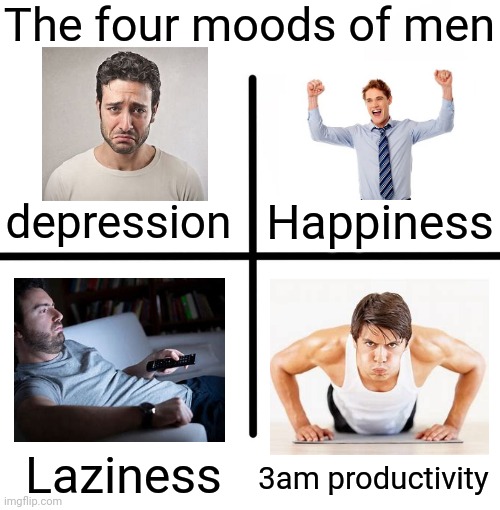 The four moods of men
depression
Happiness
Laziness
3am productivity
imgflip.com